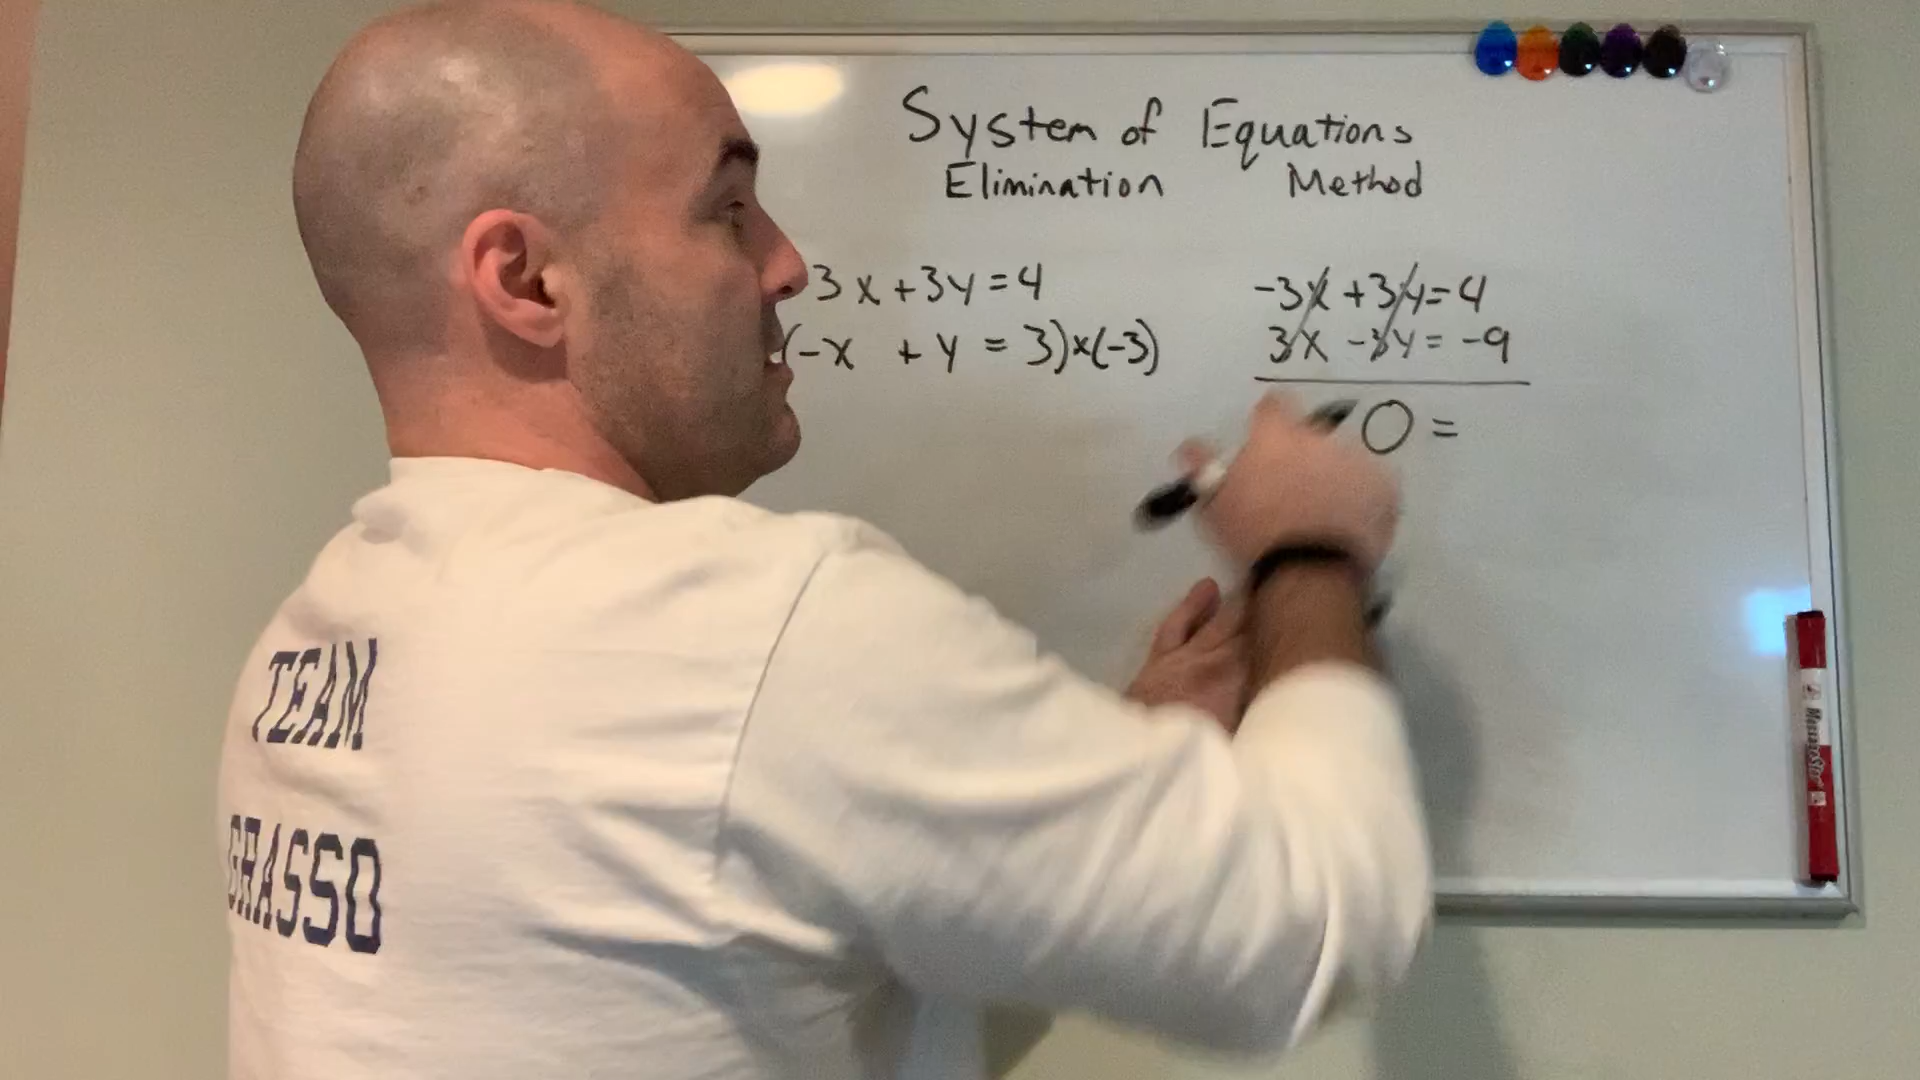 System of Equations
Elimination Method
3x+3y=4
(-x + y = 3)x(-3)
-3x +3y=4
3x -3y= -9
0 =
TEAM
GRASSO